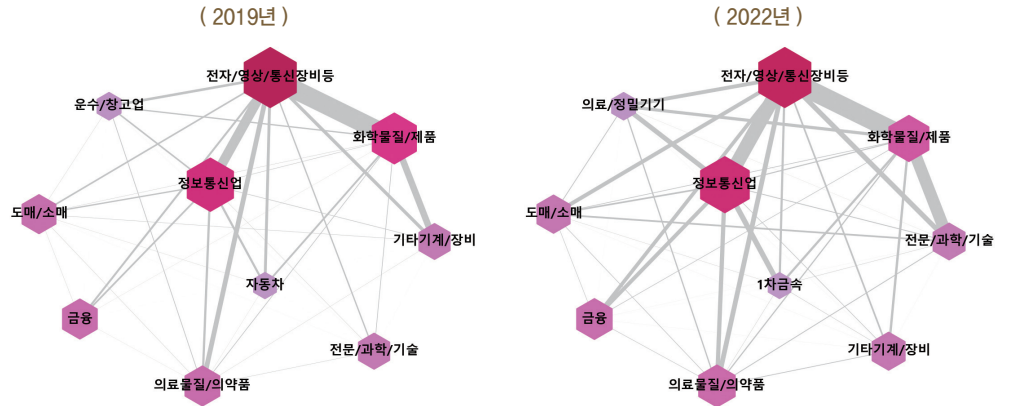 ( 2019년 )
전자/영상/통신장비등
운수/창고업
화학물질/제품
정보통신업
도매/소매
기타기계/장비
자동차
금융
전문/과학/기술
의료물질/의약품
( 2022년 )
전자/영상/통신장비등
의료/정밀기기
화학물질/제품
정보통신업
도매/소매
전문/과학/기술
1차금속
금융
기타기계/장비
의료물질/의약품